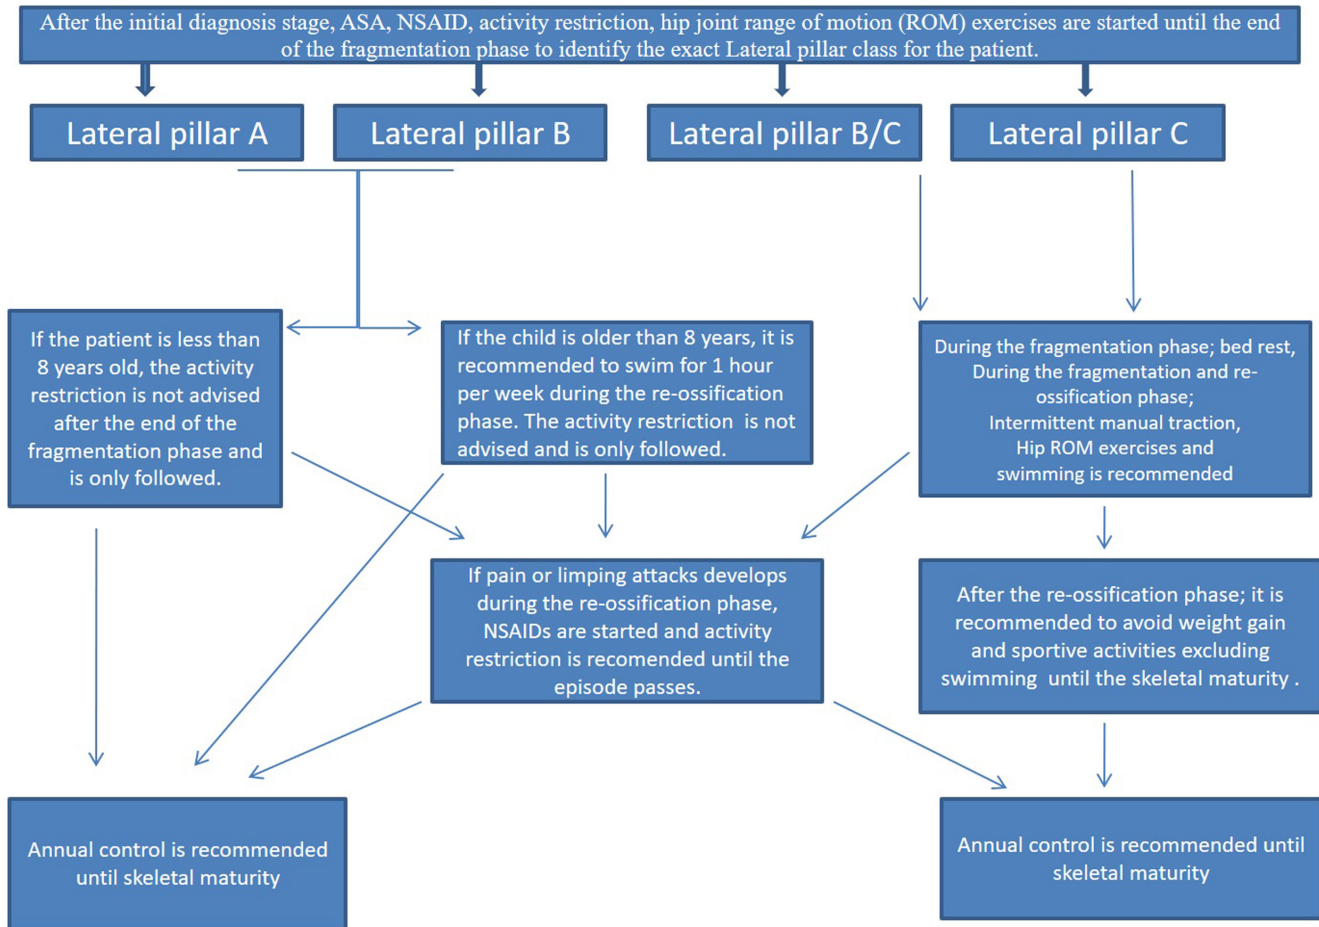 After the initial diagnosis stage, ASA, NSAID, activity restriction, hip joint range of motion (ROM) exercises are started until the end
of the fragmentation phase to identify the exact Lateral pillar class for the patient.
Lateral pillar A
Lateral pillar B
Lateral pillar B/C
Lateral pillar C
If the patient is less than
8 years old, the activity
restriction is not advised
after the end of the
fragmentation phase and
is only followed.
If the child is older than 8 years, it is
recommended to swim for 1 hour
per week during the re-ossification
phase. The activity restriction is not
advised and is only followed.
During the fragmentation phase; bed rest,
During the fragmentation and re-
ossification phase;
Intermittent manual traction,
Hip ROM exercises and
swimming is recommended
If pain or limping attacks develops
during the re-ossification phase,
NSAIDs are started and activity
restriction is recomended until the
episode passes.
After the re-ossification phase; it is
recommended to avoid weight gain
and sportive activities excluding
swimming until the skeletal maturity .
Annual control is recommended
until skeletal maturity
Annual control is recommended until
skeletal maturity